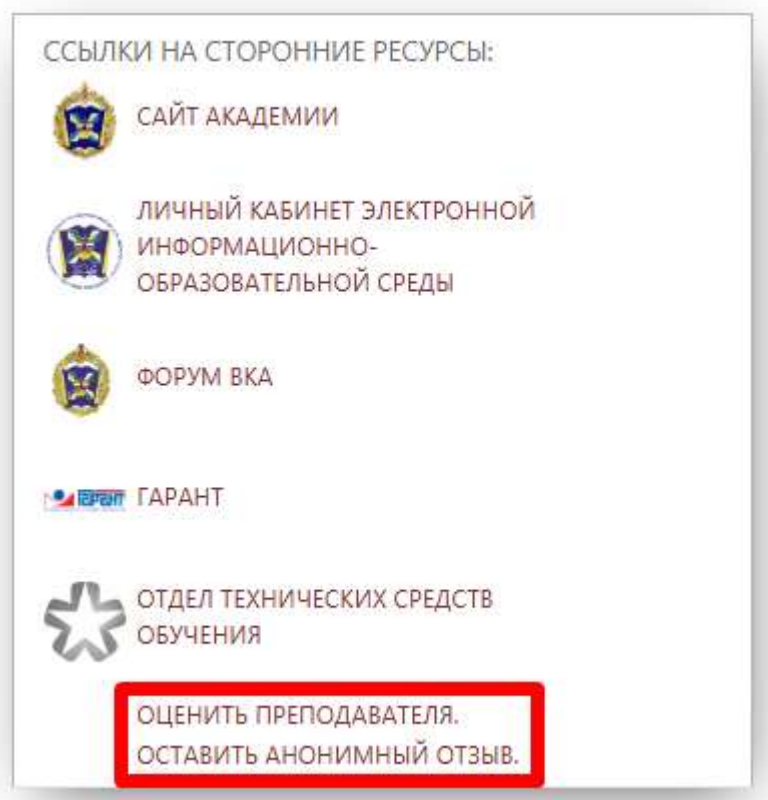 ССЫЛКИ НА СТОРОННИЕ РЕСУРСЫ:
САЙТ АКАДЕМИИ
ЛИЧНЫЙ КАБИНЕТ ЭЛЕКТРОННОЙ
ИНФОРМАЦИОННО-
ОБРАЗОВАТЕЛЬНОЙ СРЕДЫ
ФОРУМ ВКА
ГАРАНТ ГАРАНТ
ОТДЕЛ ТЕХНИЧЕСКИХ СРЕДСТВ
ОБУЧЕНИЯ
ОЦЕНИТЬ ПРЕПОДАВАТЕЛЯ.
ОСТАВИТЬ АНОНИМНЫЙ ОТЗЫВ.